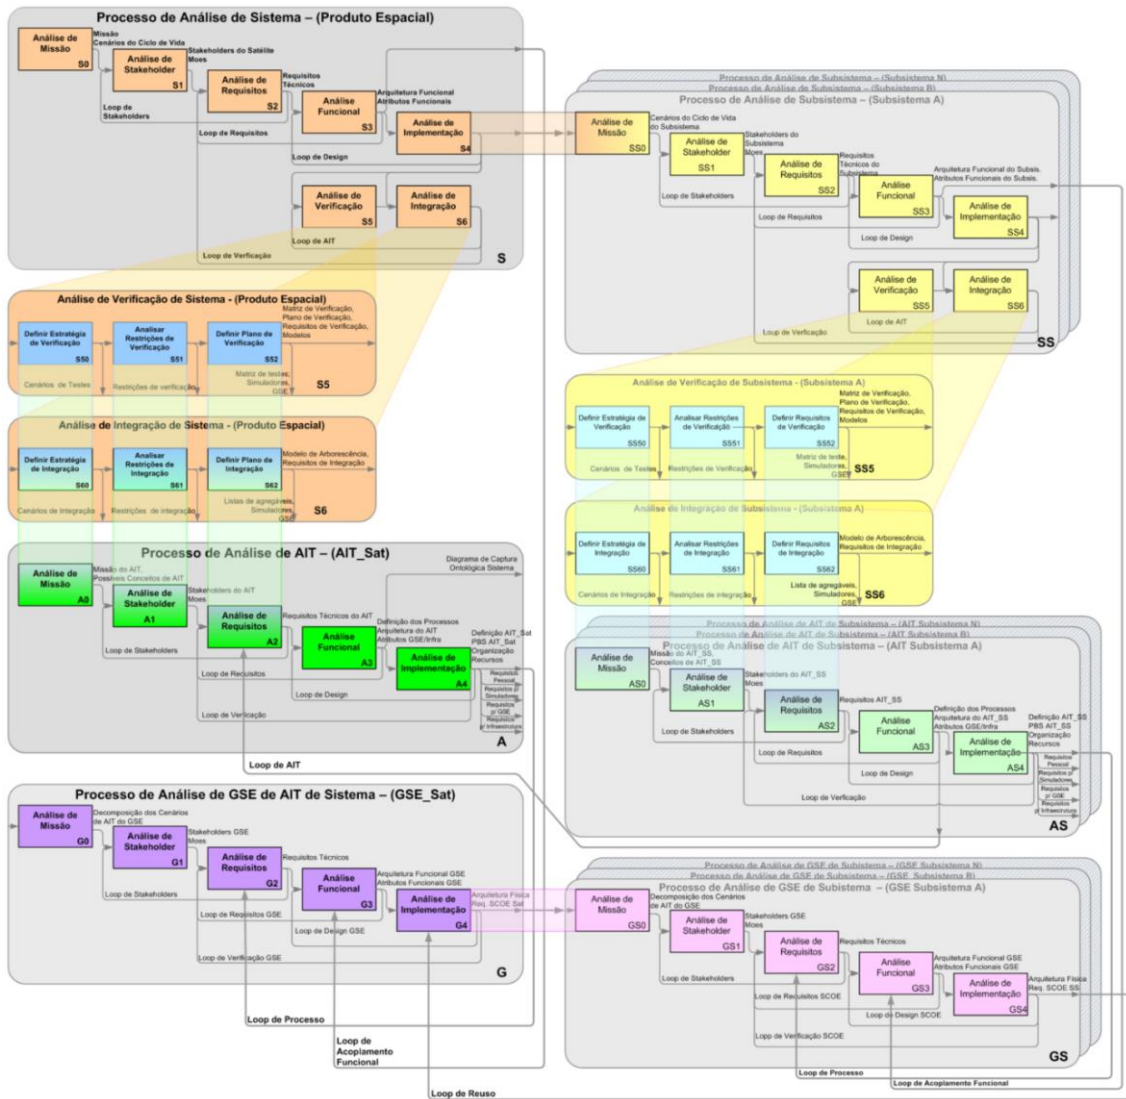 Processo de Análise de Sistema – (Produto Espacial)
Análise de
Missão
S0
Missão
Cenários do Ciclo de Vida
Análise de
Stakeholder
S1
Stakeholders do Satélite
Moes
Análise de
Requisitos
S2
Requisitos
Técnicos
Análise
Funcional
S3
Arquitetura Funcional
Atributos Funcionais
Análise de
Implementação
S4
Loop de
Stakeholders
Loop de Requisitos
Loop de Design
Análise de
Verificação
S5
Análise de
Integração
S6
Loop de AIT
Loop de Verficação
S
Processo de Análise de Subsistema – (Subsistema N)
Processo de Análise de Subsistema – (Subsistema B)
Processo de Análise de Subsistema – (Subsistema A)
Análise de
Missão
SS0
Cenários do Ciclo de Vida
do Subsistema
Análise de
Stakeholder
SS1
Stakeholders do
Subsistema
Moes
Análise de
Requisitos
SS2
Requisitos
Técnicos do
Subsistema
Análise
Funcional
SS3
Arquitetura Funcional do Subsis.
Atributos Funcionais do Subsis.
Análise de
Implementação
SS4
Loop de Stakeholders
Loop de Requisitos
Loop de Design
Análise de
Verificação
SS5
Análise de
Integração
SS6
Loop de AIT
Loop de Verficação
SS
Análise de Verificação de Sistema - (Produto Espacial)
Definir Estratégia
de Verificação
S50
Analisar
Restrições de
Verificação
S51
Definir Plano de
Verificação
S52
Matriz de Verificação,
Plano de Verificação,
Requisitos de Verificação,
Modelos
Cenários de Testes
Restrições de verificação
Matriz de testes,
Simuladores,
GSE
S5
Análise de Integração de Sistema - (Produto Espacial)
Definir Estratégia
de Integração
S60
Analisar
Restrições de
Integração
S61
Definir Plano de
Integração
S62
Modelo de Arborescência,
Requisitos de Integração
Cenários de Integração
Restrições de integração
Listas de agregáveis,
Simuladores,
GSE
S6
Análise de Verificação de Subsistema - (Subsistema A)
Definir Estratégia de
Verificação
SS50
Analisar Restrições
de Verificação
SS51
Definir Requisitos
de Verificação
SS52
Matriz de Verificação,
Plano de Verificação,
Requisitos de Verificação,
Modelos
Cenários de Testes
Restrições de Verificação
Matriz de teste,
Simuladores,
GSE
SS5
Análise de Integração de Subsistema - (Subsistema A)
Definir Estratégia de
Integração
SS60
Analisar Restrições
de Integração
SS61
Definir Requisitos
de Integração
SS62
Modelo de Arborescência,
Requisitos de Integração
Cenários de Integração
Restrições de integração
Lista de agregáveis,
Simuladores,
GSE
SS6
Processo de Análise de AIT – (AIT_Sat)
Análise de
Missão
A0
Missão do AIT,
Possíveis Conceitos de AIT
Análise de
Stakeholder
A1
Stakeholders do AIT
Moes
Análise de
Requisitos
A2
Requisitos Técnicos do AIT
Análise
Funcional
A3
Diagrama de Captura
Ontológica Sistema
Definição dos Processos
Arquitetura do AIT
Atributos GSE/Infra
Análise de
Implementação
A4
Definição AIT_Sat
PBS AIT_Sat
Organização
Recursos
Requisitos
Pessoal
Requisitos p/
Simuladores
Requisitos
p/ GSE
Requisitos
p/ Infraestrutura
Loop de Stakeholders
Loop de Requisitos
Loop de Design
Loop de Verificação
A
Loop de AIT
Processo de Análise de AIT de Subsistema – (AIT Subsistema N)
Processo de Análise de AIT de Subsistema – (AIT Subsistema B)
Processo de Análise de AIT de Subsistema – (AIT Subsistema A)
Análise de
Missão
AS0
Missão do AIT_SS,
Conceitos de AIT_SS
Análise de
Stakeholder
AS1
Stakeholders do AIT_SS
Moes
Análise de
Requisitos
AS2
Requisitos AIT_SS
Análise
Funcional
AS3
Definição dos Processos
Arquitetura do AIT_SS
Atributos GSE/Infra
Análise de
Implementação
AS4
Definição AIT_SS
PBS AIT_SS
Organização
Recursos
Requisitos
Pessoal
Requisitos p/
Simuladores
Requisitos
p/ GSE
Requisitos
p/ Infraestrutura
Loop de Stakeholders
Loop de Requisitos
Loop de Design
Loop de Verificação
AS
Processo de Análise de GSE de AIT de Sistema – (GSE_Sat)
Análise de
Missão
G0
Decomposição dos Cenários
de AIT do GSE
Análise de
Stakeholder
G1
Stakeholders GSE
Moes
Análise de
Requisitos
G2
Requisitos Técnicos
Análise
Funcional
G3
Arquitetura Funcional GSE
Atributos Funcionais GSE
Análise de
Implementação
G4
Arquitetura Física
Req. SCOE Sat
Loop de Stakeholders
Loop de Requisitos GSE
Loop de Design GSE
Loop de Verificação GSE
G
Loop de Processo
Loop de
Acoplamento
Funcional
Loop de Reuso
Processo de Análise de GSE de Subistema – (GSE Subsistema N)
Processo de Análise de GSE de Subistema – (GSE Subsistema B)
Processo de Análise de GSE de Subsistema – (GSE Subsistema A)
Análise de
Missão
GS0
Decomposição dos Cenários
de AIT do GSE
Análise de
Stakeholder
GS1
Stakeholders GSE
Moes
Análise de
Requisitos
GS2
Requisitos Técnicos
Análise
Funcional
GS3
Arquitetura Funcional GSE
Atributos Funcionais GSE
Análise de
Implementação
GS4
Arquitetura Física
Req. SCOE SS
Loop de Stakeholders
Loop de Requisitos SCOE
Loop de Design SCOE
Loop de Verificação SCOE
GS
Loop de Processo
Loop de Acoplamento Funcional